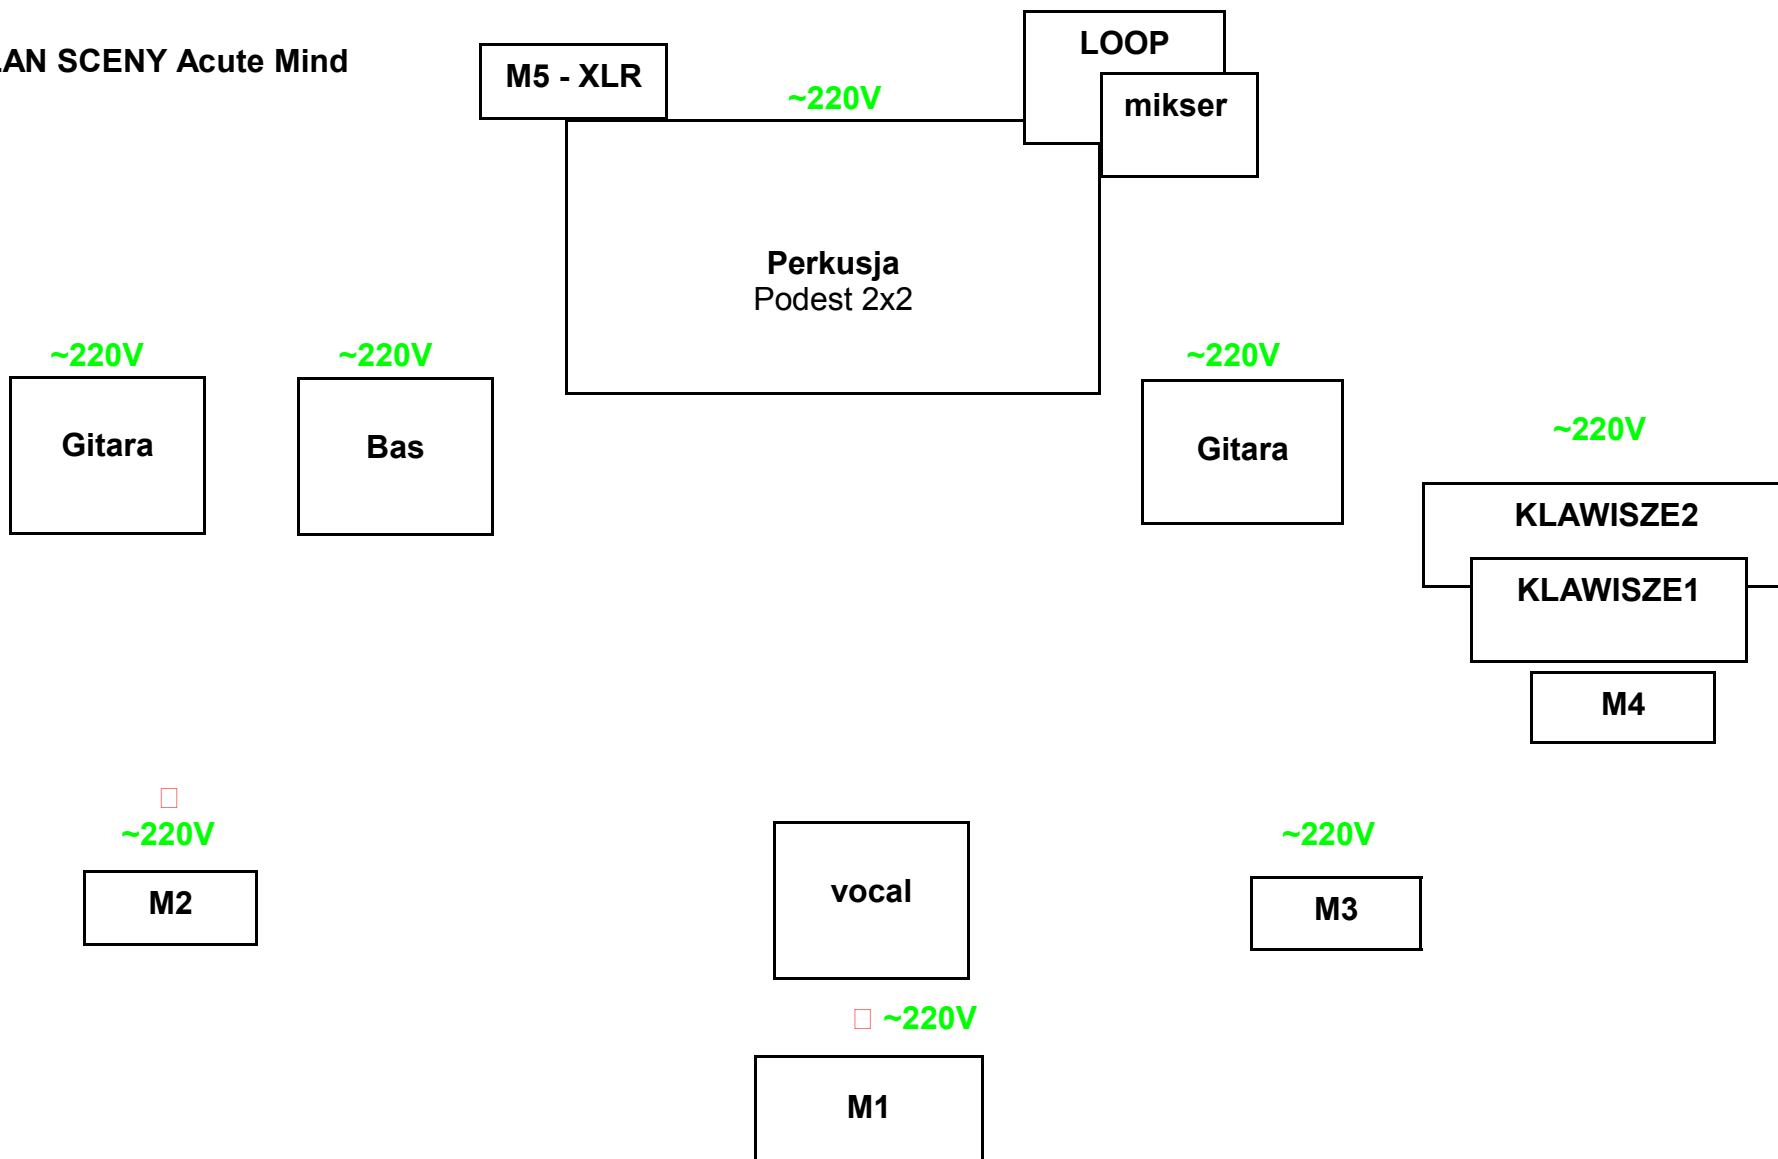 LAN SCENY Acute Mind
M5 - XLR
~220V
LOOP
mikser
Perkusja
Podest 2x2
~220V
~220V
~220V
~220V
Gitara
Bas
Gitara
KLAWISZE2
KLAWISZE1
M4
~220V
~220V
M2
vocal
M3
~220V
M1